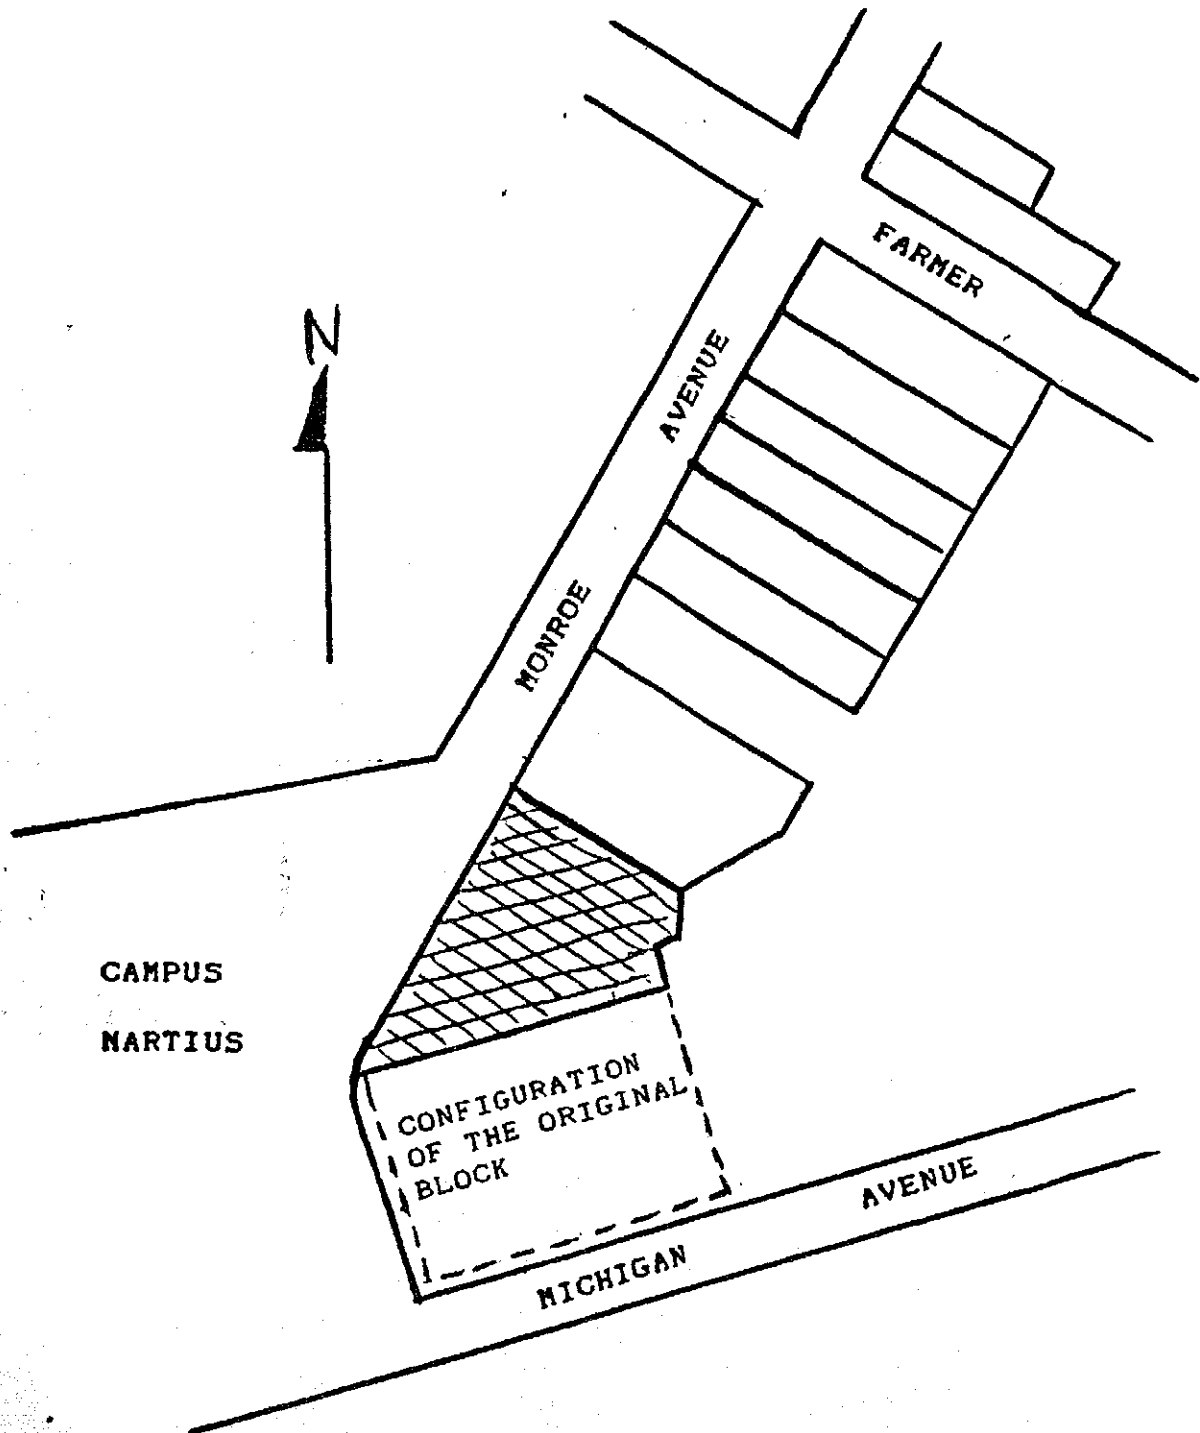 FARMER
N
MONROE AVENUE
CAMPUS
NARTIUS
CONFIGURATION
OF THE ORIGINAL
BLOCK
MICHIGAN AVENUE